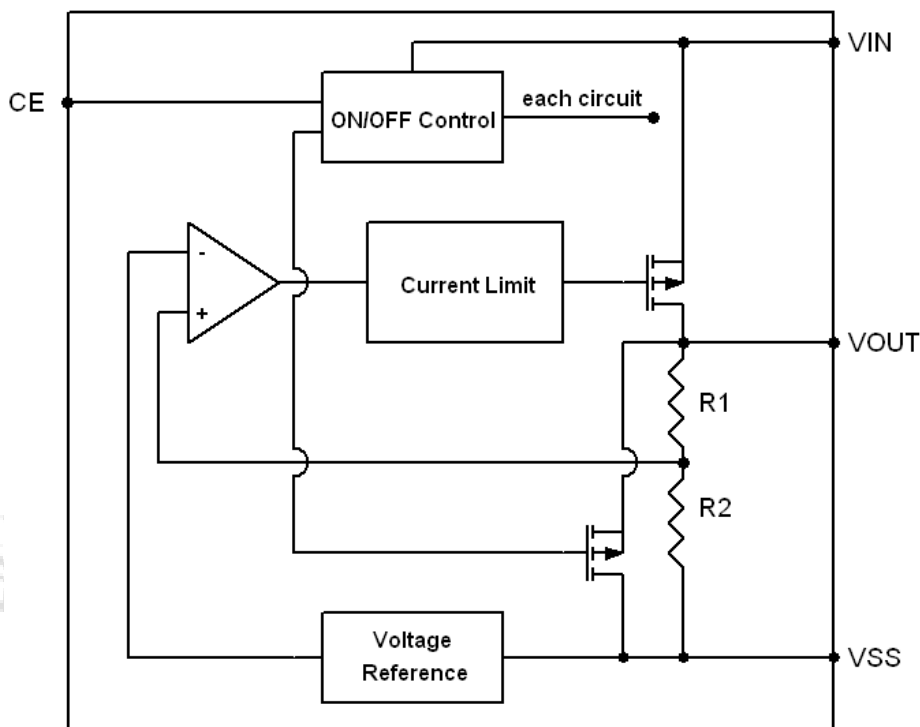 VIN
CE
ON/OFF Control
each circuit
-
+
Current Limit
VOUT
R1
R2
Voltage
Reference
VSS